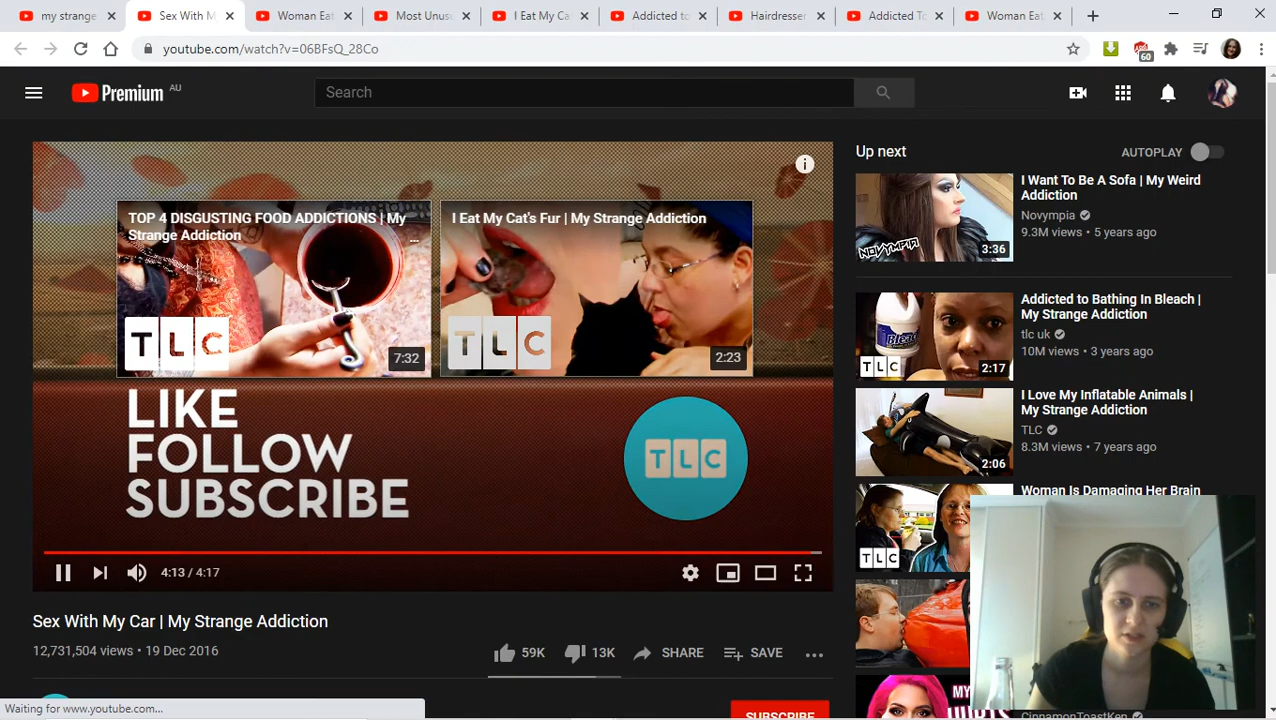 my strange
Sex With M
Woman Eat
Most Unusu
I Eat My Ca
Addicted to
Hairdresser
Addicted To
Woman Eat
youtube.com/watch?v=06BFsQ_28Co
60
Premium AU
Search
TOP 4 DISGUSTING FOOD ADDICTIONS | My
Strange Addiction
...
TLC
7:32
I Eat My Cat's Fur | My Strange Addiction
TLC
2:23
LIKE
FOLLOW
SUBSCRIBE
TLC
4:13 / 4:17
Sex With My Car | My Strange Addiction
12,731,504 views • 19 Dec 2016
59K
13K
SHARE
SAVE
SUBSCRIBE
Waiting for www.youtube.com...
Up next
AUTOPLAY
NOVYMPIA
3:36
I Want To Be A Sofa | My Weird
Addiction
Novympia
9.3M views • 5 years ago
TLC
2:17
Addicted to Bathing In Bleach |
My Strange Addiction
tlc uk
10M views • 3 years ago
2:06
I Love My Inflatable Animals |
My Strange Addiction
TLC
8.3M views • 7 years ago
TLC
Woman Is Damaging Her Brain
MY
HURTS
CinnamonToastKen